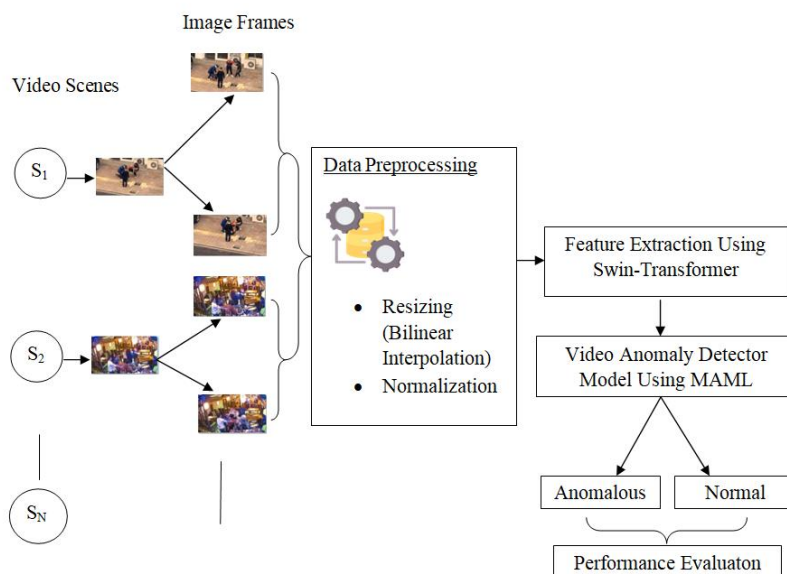 Image Frames
Video Scenes
S₁
S₂
S_N
Data Preprocessing
• Resizing
(Bilinear
Interpolation)
• Normalization
Feature Extraction Using
Swin-Transformer
Video Anomaly Detector
Model Using MAML
Anomalous
Normal
Performance Evaluaton